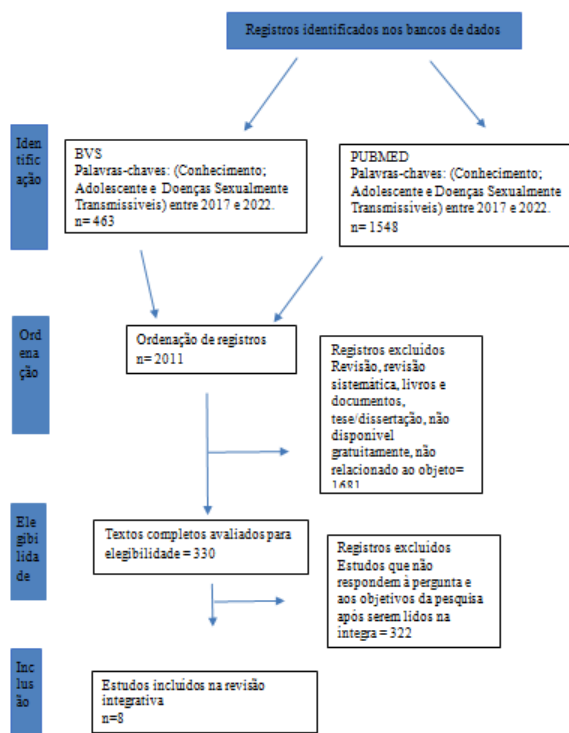 Registros identificados nos bancos de dados
Iden
tific
ação
BVS
Palavras-chaves: (Conhecimento;
Adolescente e Doenças Sexualmente
Transmissíveis) entre 2017 e 2022.
n= 463
PUBMED
Palavras-chaves: (Conhecimento;
Adolescente e Doenças Sexualmente
Transmissíveis) entre 2017 e 2022.
n= 1548
Ord
ena
ção
Ordenação de registros
n= 2011
Registros excluídos
Revisão, revisão
sistemática, livros e
documentos,
tese/dissertação, não
disponível
gratuitamente, não
relacionado ao objeto=
1681
Ele
gibi
lida
de
Textos completos avaliados para
elegibilidade = 330
Registros excluídos
Estudos que não
respondem à pergunta e
aos objetivos da pesquisa
após serem lidos na
íntegra = 322
Inc
lus
ão
Estudos incluídos na revisão
integrativa
n=8